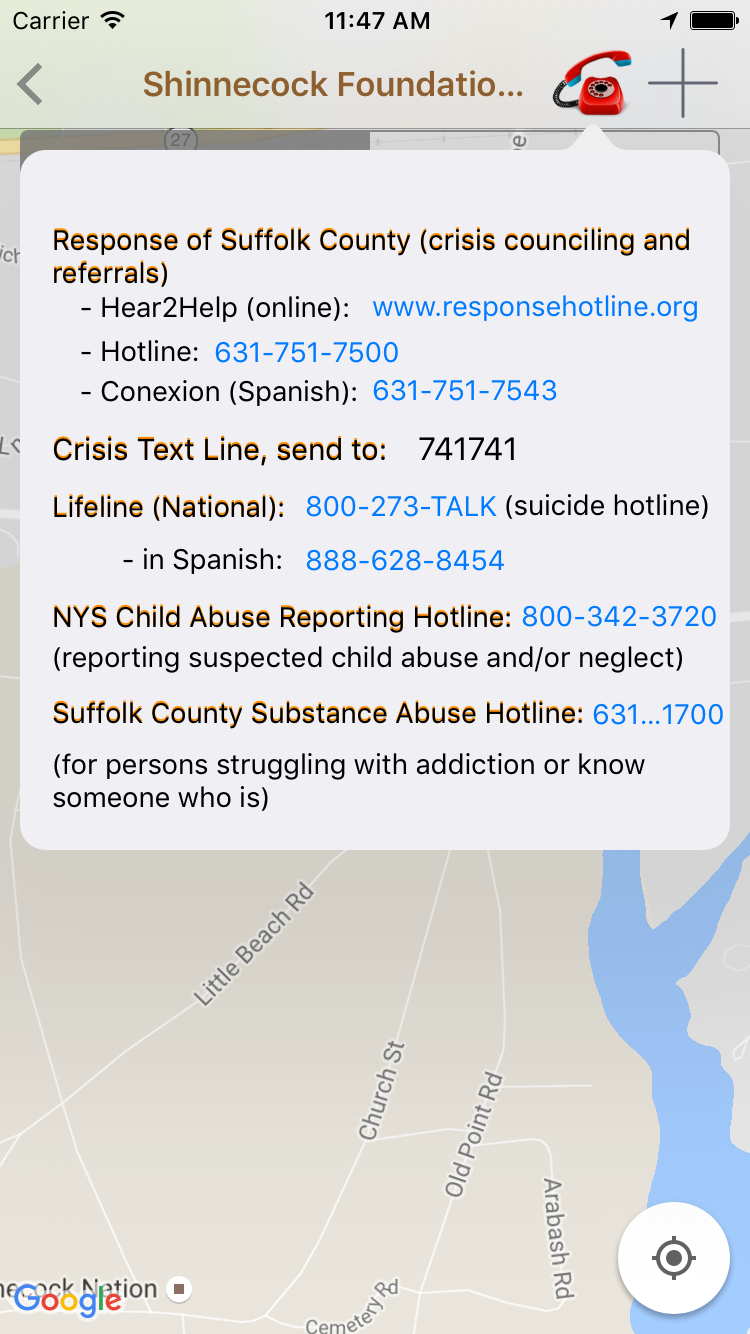 Carrier 11:47 AM
Shinnecock Foundatio...
27
Response of Suffolk County (crisis counciling and
referrals)
- Hear2Help (online): www.responsehotline.org
- Hotline: 631-751-7500
- Conexion (Spanish): 631-751-7543
Crisis Text Line, send to: 741741
Lifeline (National): 800-273-TALK (suicide hotline)
- in Spanish: 888-628-8454
NYS Child Abuse Reporting Hotline: 800-342-3720
(reporting suspected child abuse and/or neglect)
Suffolk County Substance Abuse Hotline: 631...1700
(for persons struggling with addiction or know
someone who is)
Little Beach Rd
Church St
Old Point Rd
Arabash Rd
necock Nation
Google
Cemetery Rd